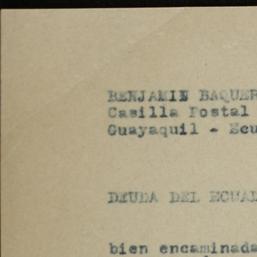 BENJAMIN BAQUER
Casilla Postal
Guayaquil - Ecu
DEUDA DEL ECUAD
bien encaminada